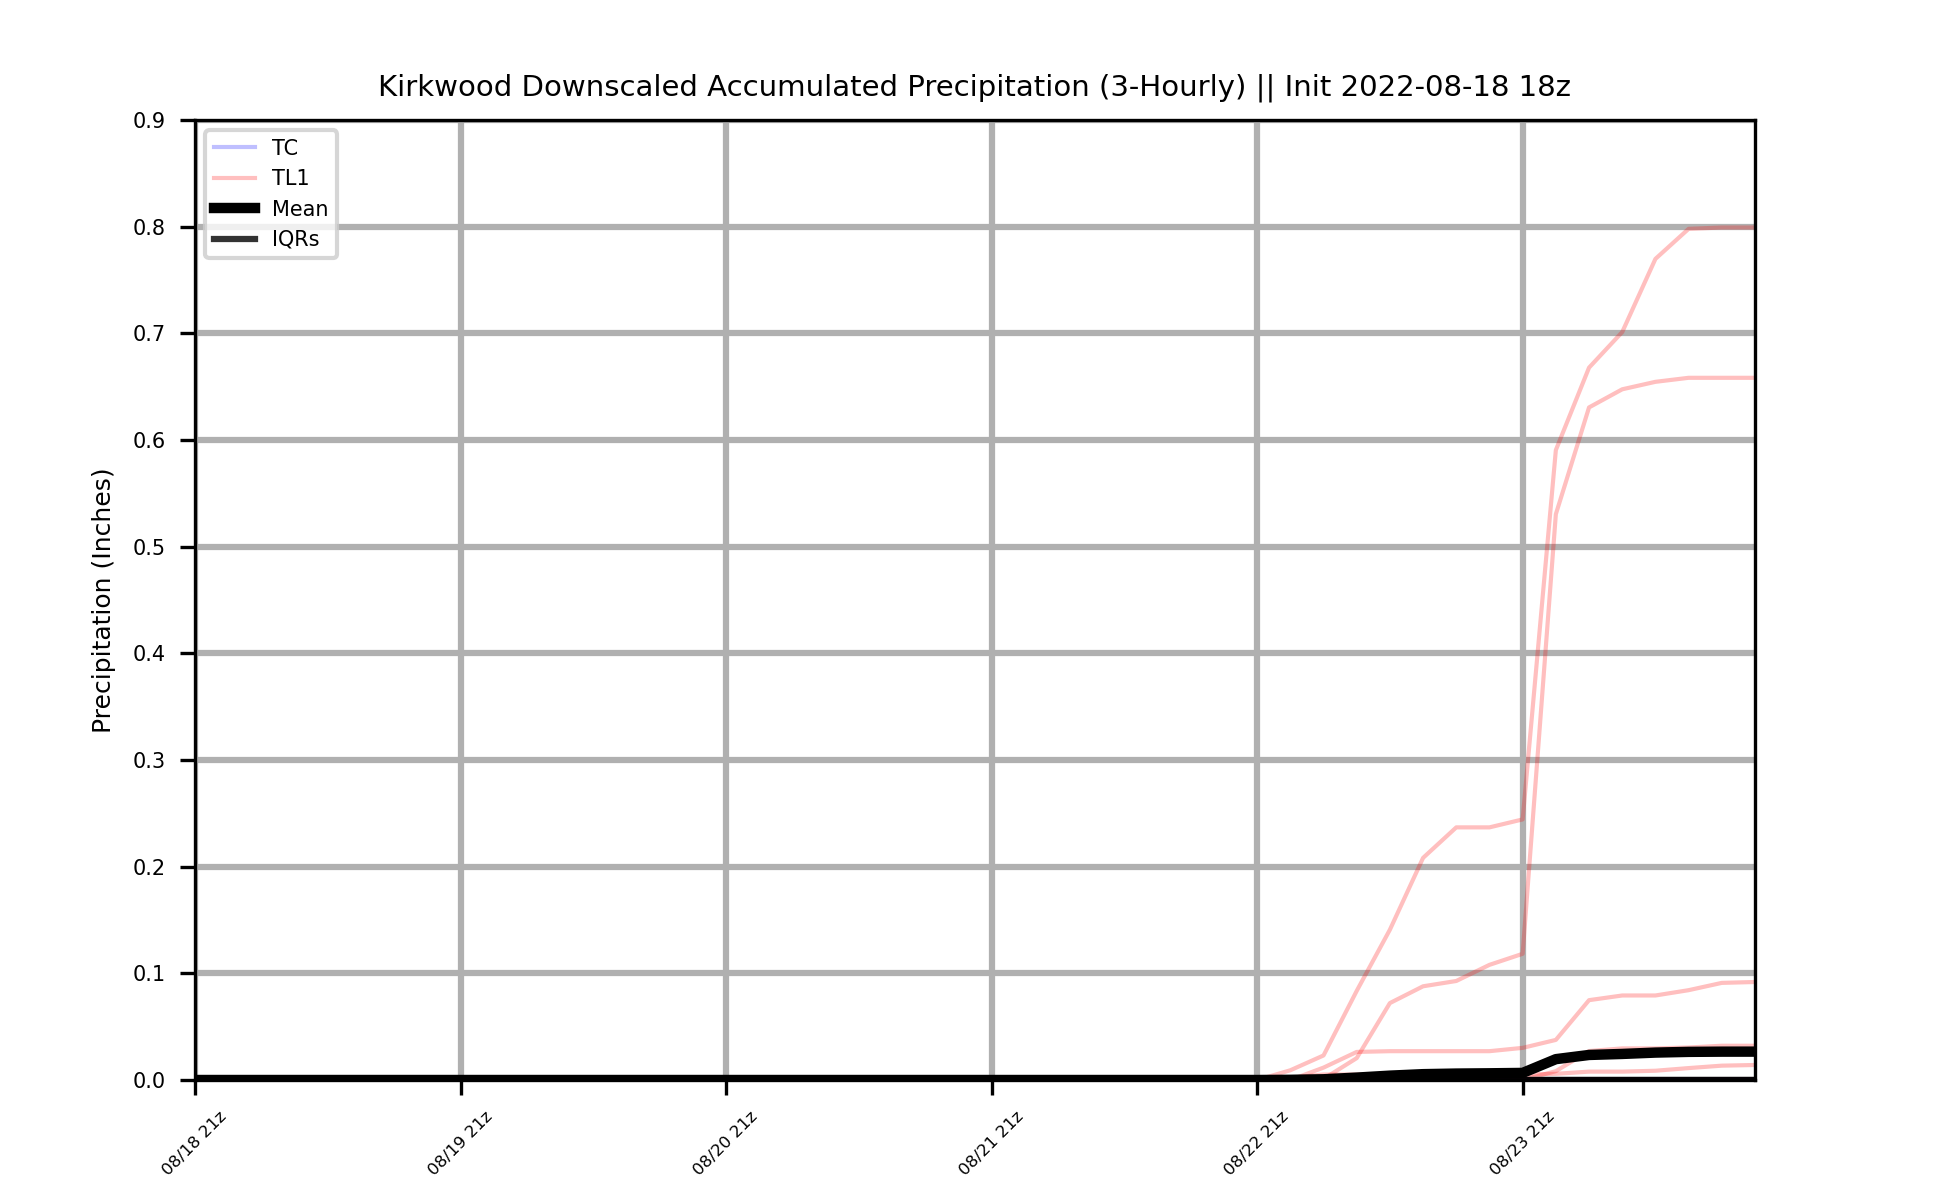 Kirkwood Downscaled Accumulated Precipitation (3-Hourly) || Init 2022-08-18 18z
TC
TL1
Mean
IQRs
Precipitation (Inches)
0.9
0.8
0.7
0.6
0.5
0.4
0.3
0.2
0.1
0.0
08/18 21z
08/19 21z
08/20 21z
08/21 21z
08/22 21z
08/23 21z